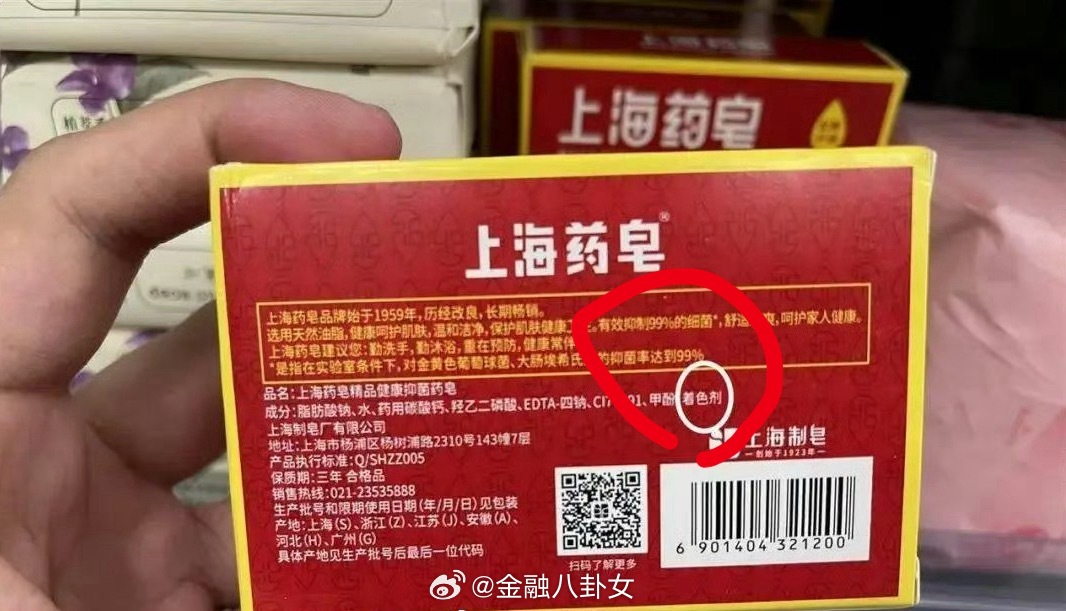 上海药皂
上海药皂
植萃
上海药皂®
上海药皂品牌始于1959年，历经改良，长期畅销。
选用天然油脂，健康呵护肌肤，温和洁净，保护肌肤健康 。有效抑制99%的细菌*，舒 爽，呵护家人健康。
上海药皂建议您：勤洗手，勤沐浴，重在预防，健康常伴
*是指在实验室条件下，对金黄色葡萄球菌、大肠埃希氏 的抑菌率达到99%
品名：上海药皂精品健康抑菌药皂
成分：脂肪酸钠、水、药用碳酸钙、羟乙二磷酸、EDTA-四钠、CI 91、甲酚 着色剂
上海制皂厂有限公司
地址：上海市杨浦区杨树浦路2310号143幢7层
产品执行标准：Q/SHZZ005
保质期：三年 合格品
销售热线：021-23535888
生产批号和限期使用日期（年/月/日）见包装
产地：上海（S）、浙江（Z）、江苏（J）、安徽（A）、
河北（H）、广州（G）
具体产地见生产批号后最后一位代码
扫码了解更多
上海制皂
创始于1923年
6 901404 321200
@金融八卦女